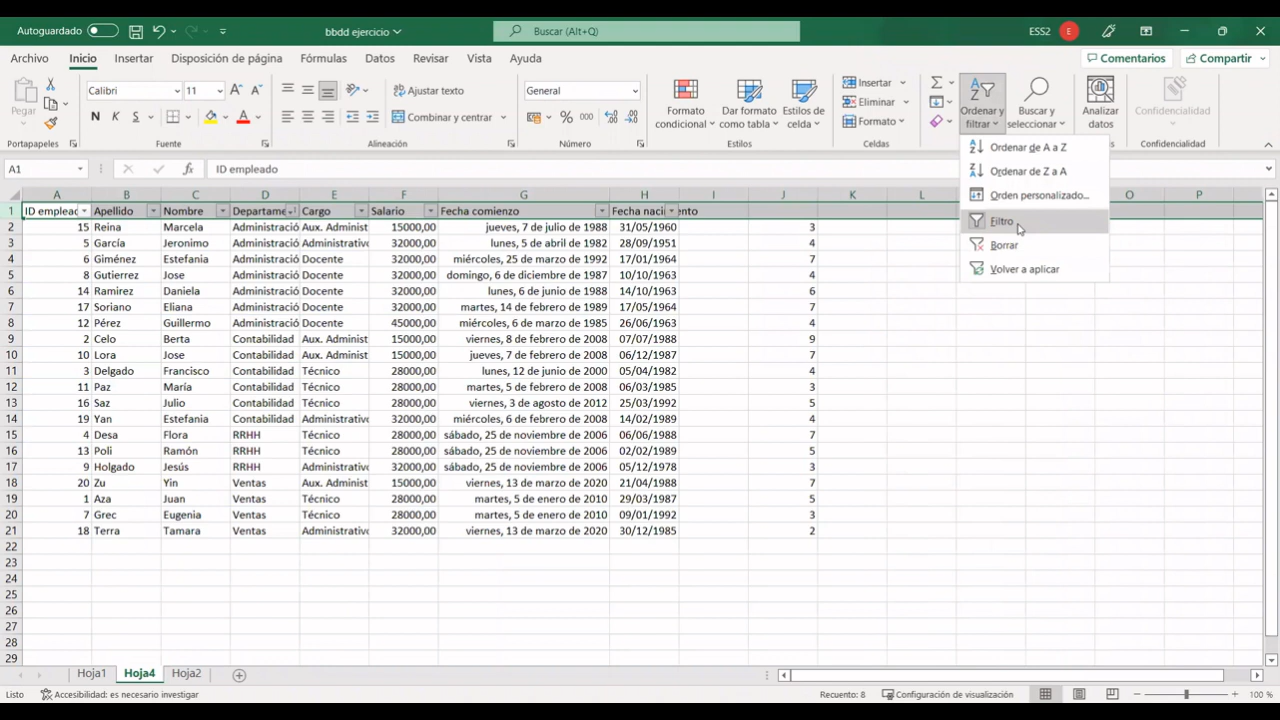 Autoguardado bbdd ejercicio Buscar (Alt+Q) ESS2 E
Archivo Inicio Insertar Disposición de página Fórmulas Datos Revisar Vista Ayuda Comentarios Compartir
Pegar Calibri 11 Ajustar texto General Formato condicional Dar formato como tabla Estilos de celda Insertar Ordenar y filtrar Buscar y seleccionar Analizar datos Confidencialidad
N K S Combinar y centrar % 000 Eliminar
Formato
Portapapeles Fuente Alineación Número Estilos Celdas Confidencialidad
Ordenar de A a Z
Ordenar de Z a A
Orden personalizado...
Filtro
Borrar
Volver a aplicar
A1 fx ID empleado
A B C D E F G H I J K L O P
1 ID emplead Apellido Nombre Departame Cargo Salario Fecha comienzo Fecha naci ento
2 15 Reina Marcela Administració Aux. Administ 15000,00 jueves, 7 de julio de 1988 31/05/1960 3
3 5 García Jeronimo Administració Administrativo 32000,00 lunes, 5 de abril de 1982 28/09/1951 4
4 6 Giménez Estefania Administració Docente 32000,00 miércoles, 25 de marzo de 1992 17/01/1964 7
5 8 Gutierrez Jose Administració Docente 32000,00 domingo, 6 de diciembre de 1987 10/10/1963 4
6 14 Ramirez Daniela Administració Docente 32000,00 lunes, 6 de junio de 1988 14/10/1963 6
7 17 Soriano Eliana Administració Docente 32000,00 martes, 14 de febrero de 1989 17/05/1964 7
8 12 Pérez Guillermo Administració Docente 45000,00 miércoles, 6 de marzo de 1985 26/06/1963 4
9 2 Celo Berta Contabilidad Aux. Administ 15000,00 viernes, 8 de febrero de 2008 07/07/1988 9
10 10 Lora Jose Contabilidad Aux. Administ 15000,00 jueves, 7 de febrero de 2008 06/12/1987 7
11 3 Delgado Francisco Contabilidad Técnico 28000,00 lunes, 12 de junio de 2000 05/04/1982 4
12 11 Paz María Contabilidad Técnico 28000,00 martes, 5 de febrero de 2008 06/03/1985 3
13 16 Saz Julio Contabilidad Técnico 28000,00 viernes, 3 de agosto de 2012 25/03/1992 5
14 19 Yan Estefania Contabilidad Administrativo 32000,00 miércoles, 6 de febrero de 2008 14/02/1989 4
15 4 Desa Flora RRHH Técnico 28000,00 sábado, 25 de noviembre de 2006 06/06/1988 7
16 13 Poli Ramón RRHH Técnico 28000,00 sábado, 25 de noviembre de 2006 02/02/1989 5
17 9 Holgado Jesús RRHH Administrativo 32000,00 sábado, 25 de noviembre de 2006 05/12/1978 3
18 20 Zu Yin Ventas Aux. Administ 15000,00 viernes, 13 de marzo de 2020 21/04/1988 7
19 1 Aza Juan Ventas Técnico 28000,00 martes, 5 de enero de 2010 29/03/1987 5
20 7 Grec Eugenia Ventas Técnico 28000,00 martes, 5 de enero de 2010 09/01/1992 3
21 18 Terra Tamara Ventas Administrativo 32000,00 viernes, 13 de marzo de 2020 30/12/1985 2
22
23
24
25
26
27
28
29
Hoja1 Hoja4 Hoja2
Listo Accesibilidad: es necesario investigar Recuento: 8 Configuración de visualización 100 %